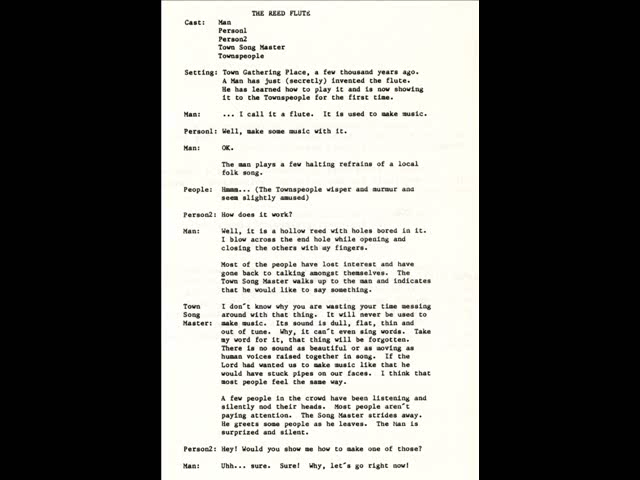 THE REED FLUTE
Cast: Man
Person1
Person2
Town Song Master
Townspeople
Setting: Town Gathering Place, a few thousand years ago.
A Man has just (secretly) invented the flute.
He has learned how to play it and is now showing
it to the Townspeople for the first time.
Man: ... I call it a flute. It is used to make music.
Person1: Well, make some music with it.
Man: OK.
The man plays a few halting refrains of a local
folk song.
People: Hmmm... (The Townspeople wisper and murmur and
seem slightly amused)
Person2: How does it work?
Man: Well, it is a hollow reed with holes bored in it.
I blow across the end hole while opening and
closing the others with my fingers.
Most of the people have lost interest and have
gone back to talking amongst themselves. The
Town Song Master walks up to the man and indicates
that he would like to say something.
Town I don't know why you are wasting your time messing
Song around with that thing. It will never be used to
Master: make music. Its sound is dull, flat, thin and
out of tune. Why, it can't even sing words. Take
my word for it, that thing will be forgotten.
There is no sound as beautiful or as moving as
human voices raised together in song. If the
Lord had wanted us to make music like that he
would have stuck pipes on our faces. I think that
most people feel the same way.
A few people in the crowd have been listening and
silently nod their heads. Most people aren't
paying attention. The Song Master strides away.
He greets some people as he leaves. The Man is
surprized and silent.
Person2: Hey! Would you show me how to make one of those?
Man: Uhh... sure. Sure! Why, let's go right now!